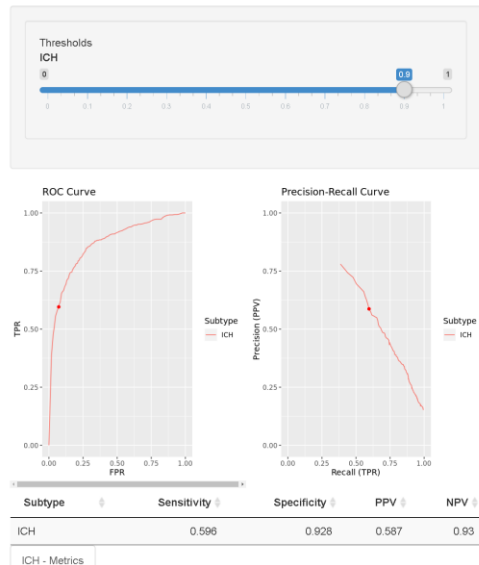 Thresholds
ICH
0 0.9 1
0 0.1 0.2 0.3 0.4 0.5 0.6 0.7 0.8 0.9 1
ROC Curve
1.00
0.75
0.50
0.25
0.00
TPR
0.00 0.25 0.50 0.75 1.00
FPR
Subtype
ICH
Precision-Recall Curve
1.00
0.75
0.50
0.25
0.00
Precision (PPV)
0.00 0.25 0.50 0.75 1.00
Recall (TPR)
Subtype
ICH
Subtype Sensitivity Specificity PPV NPV
ICH 0.596 0.928 0.587 0.93
ICH - Metrics